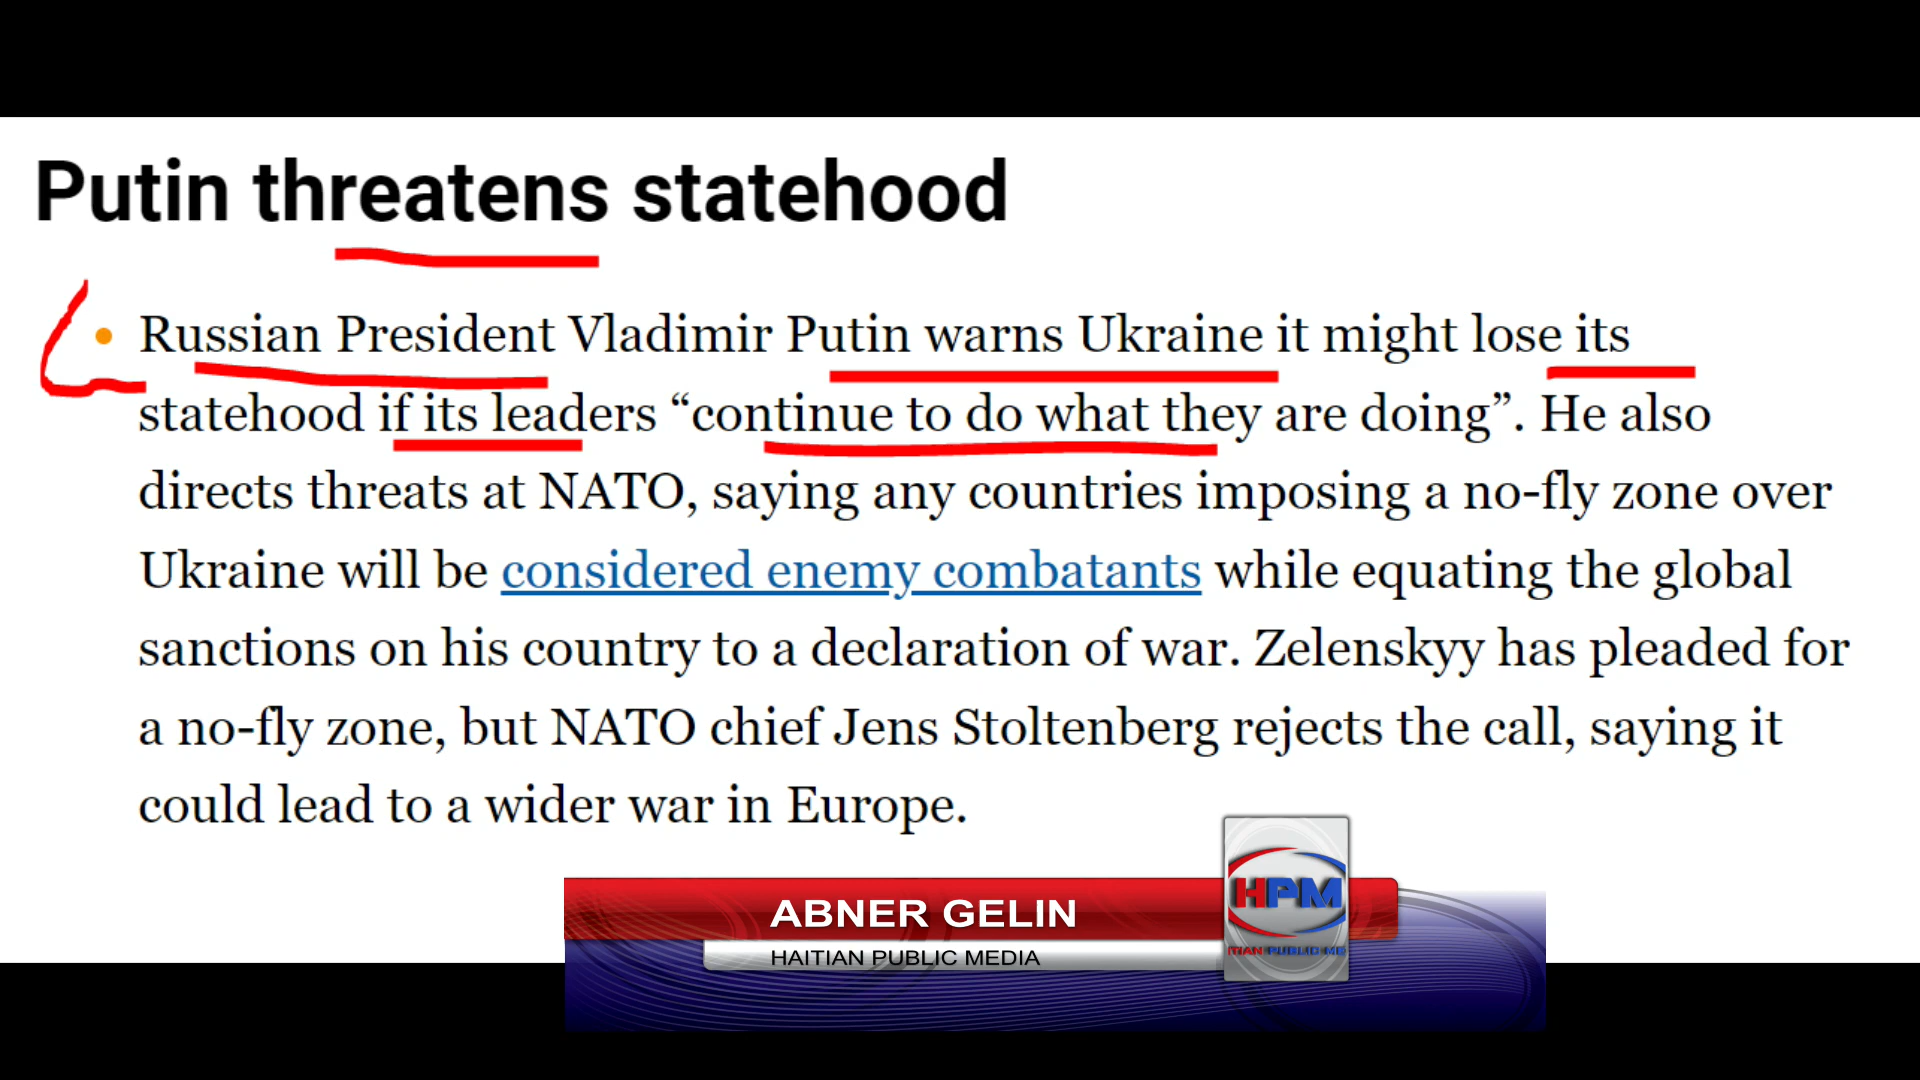 Putin threatens statehood
Russian President Vladimir Putin warns Ukraine it might lose its
statehood if its leaders “continue to do what they are doing”. He also
directs threats at NATO, saying any countries imposing a no-fly zone over
Ukraine will be considered enemy combatants while equating the global
sanctions on his country to a declaration of war. Zelenskyy has pleaded for
a no-fly zone, but NATO chief Jens Stoltenberg rejects the call, saying it
could lead to a wider war in Europe.
HPM
ABNER GELIN
HAITIAN PUBLIC MEDIA